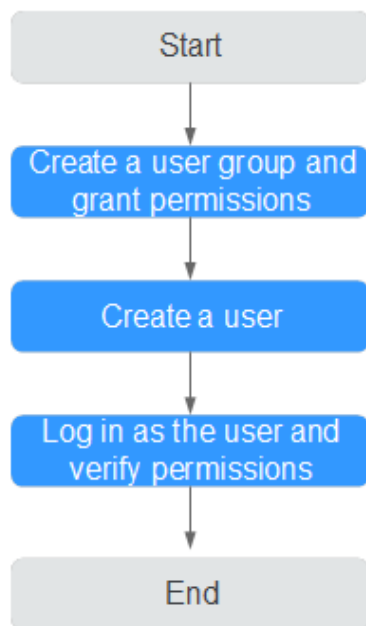 Start
Create a user group and
grant permissions
Create a user
Log in as the user and
verify permissions
End